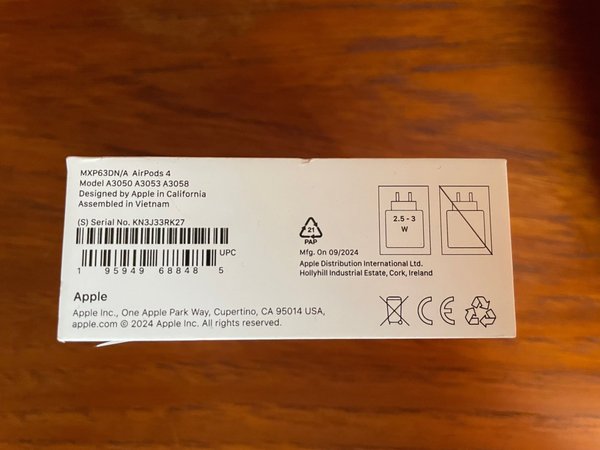 MXP63DN/A AirPods 4
Model A3050 A3053 A3058
Designed by Apple in California
Assembled in Vietnam
(S) Serial No. KN3J33RK27
UPC
1 95949 68848 5
Apple
Apple Inc., One Apple Park Way, Cupertino, CA 95014 USA,
apple.com © 2024 Apple Inc. All rights reserved.
21
PAP
Mfg. On 09/2024
Apple Distribution International Ltd.
Hollyhill Industrial Estate, Cork, Ireland
2.5 - 3
W
CE